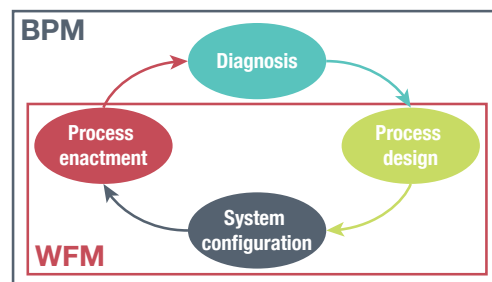 BPM
Diagnosis
Process
enactment
Process
design
System
configuration
WFM